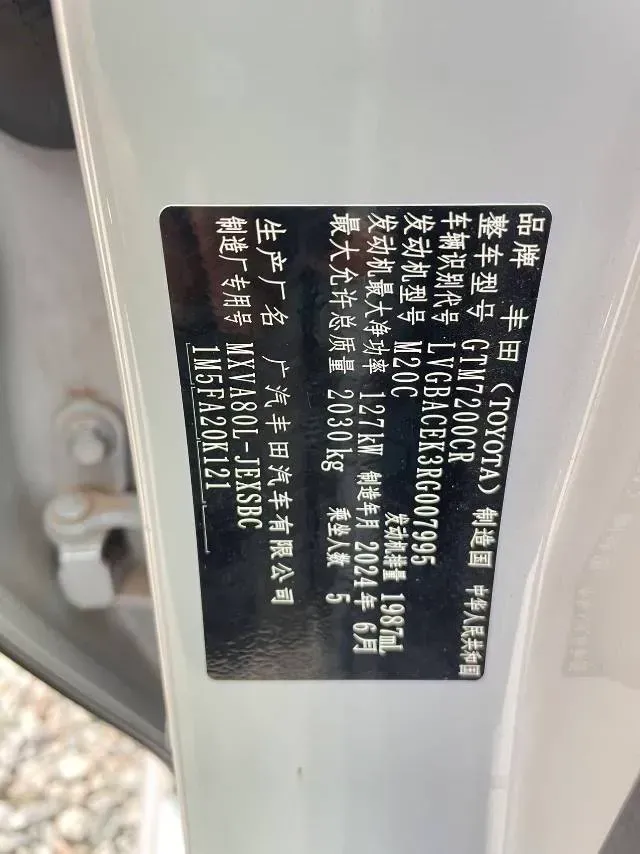 品牌 丰田（TOYOTA） 制造国 中华人民共和国
整车型号 GTM7200CR
车辆识别代号 LVGBACEK3RG007995
发动机型号 M20C 发动机排量 1987mL
发动机最大净功率 127kW 制造年月 2024年 6月
最大允许总质量 2030kg 乘坐人数 5
生产厂名 广汽丰田汽车有限公司
制造厂专用号 MXVA80L-JEXSBC
1M5FA20K121